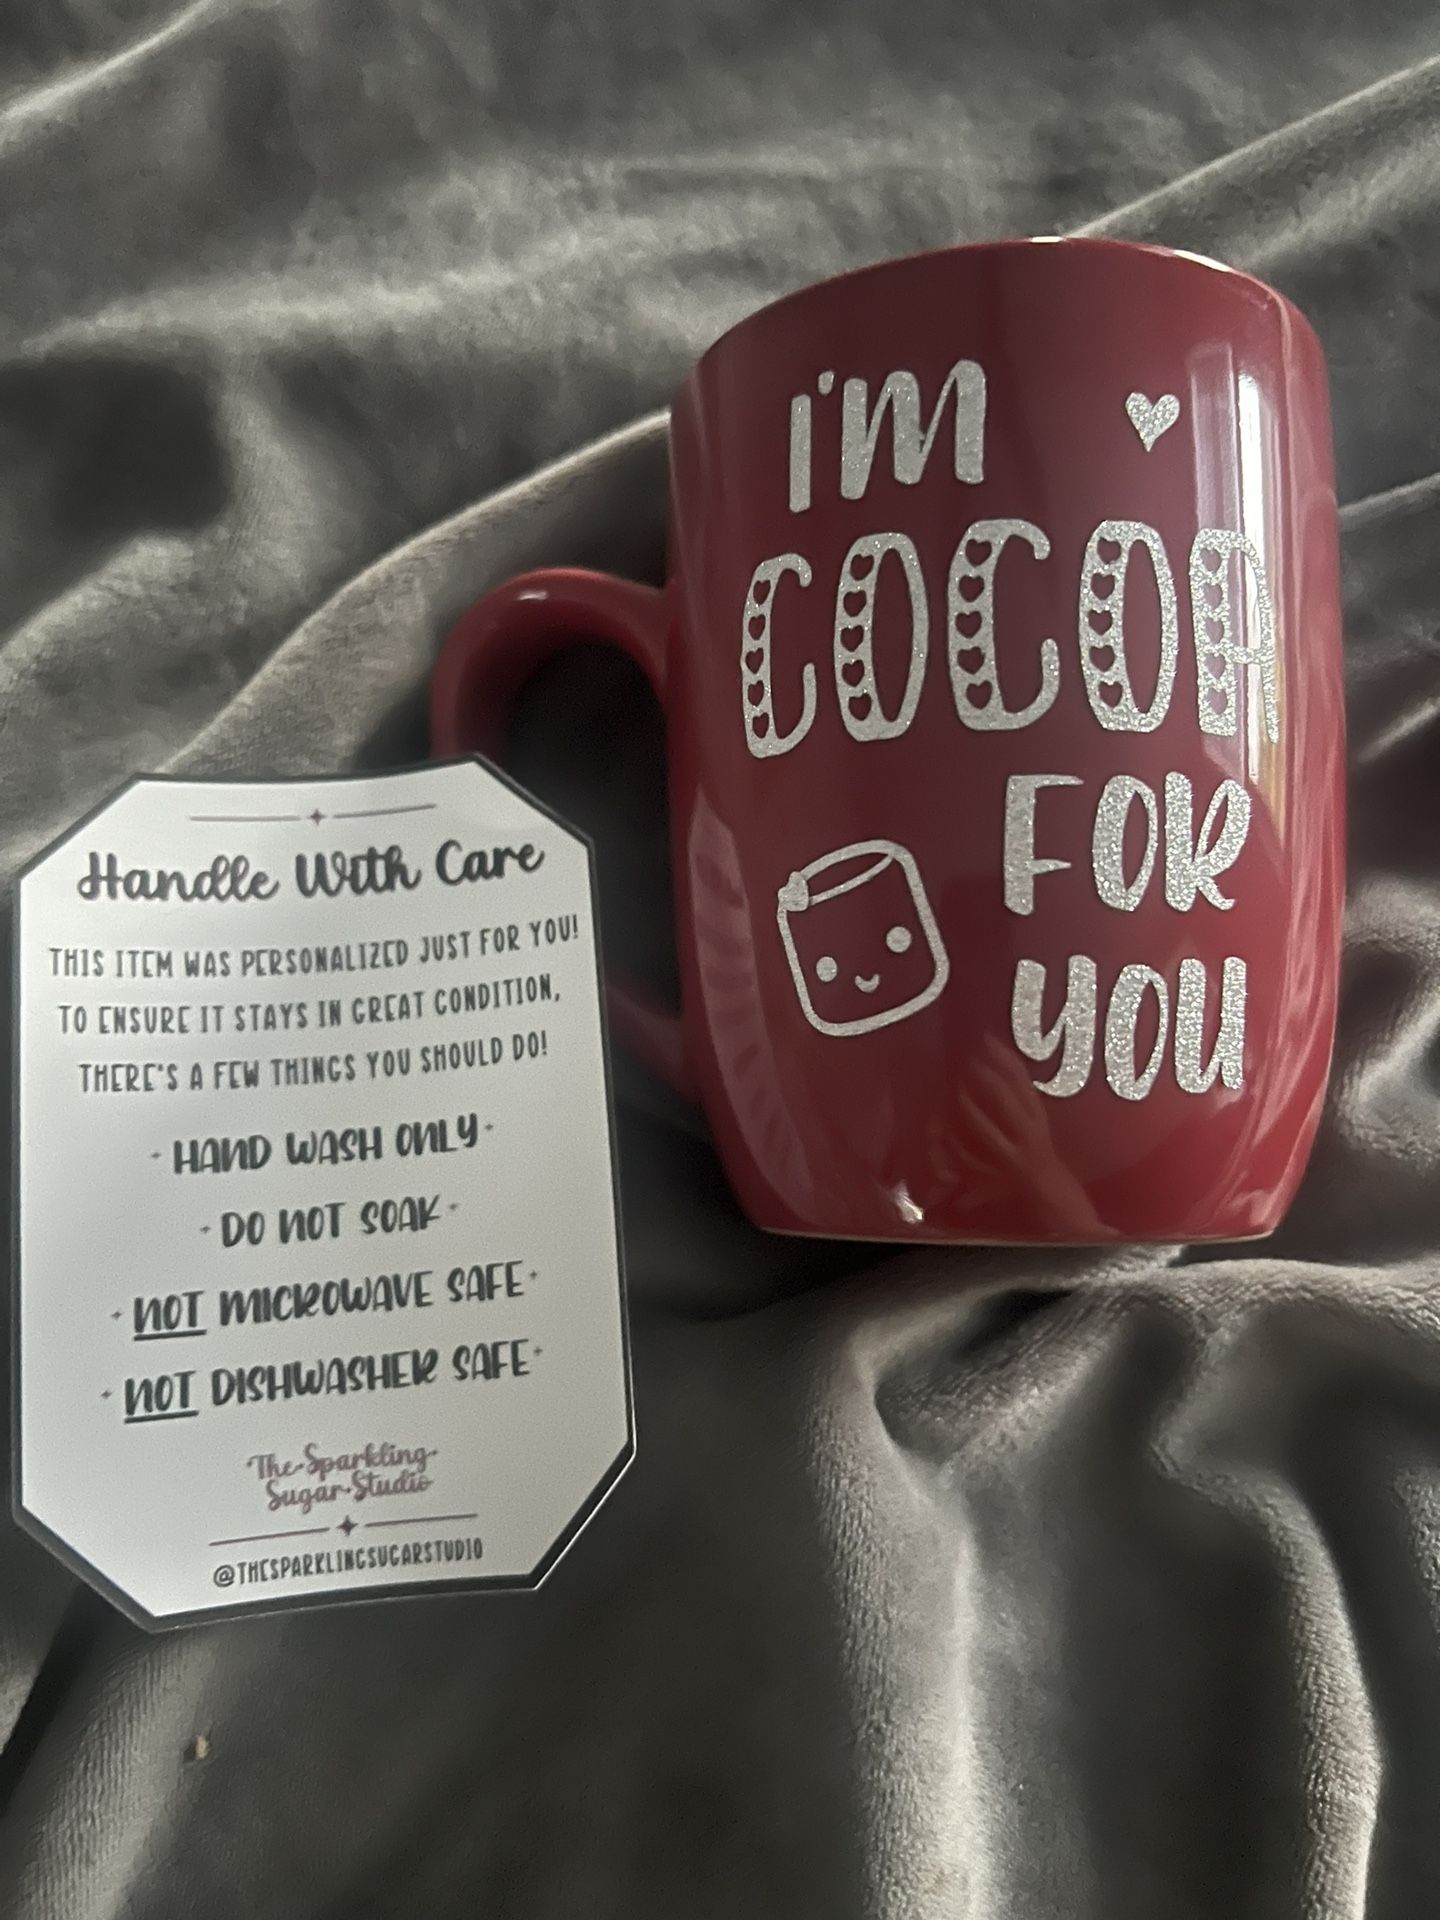 Handle With Care
THIS ITEM WAS PERSONALIZED JUST FOR YOU!
TO ENSURE IT STAYS IN GREAT CONDITION,
THERE'S A FEW THINGS YOU SHOULD DO!
HAND WASH ONLY
DO NOT SOAK
NOT MICROWAVE SAFE
NOT DISHWASHER SAFE
The Sparkling
Sugar Studio
@THESPARKLINGSUGARSTUDIO
I'M
COCOA
FOR
YOU